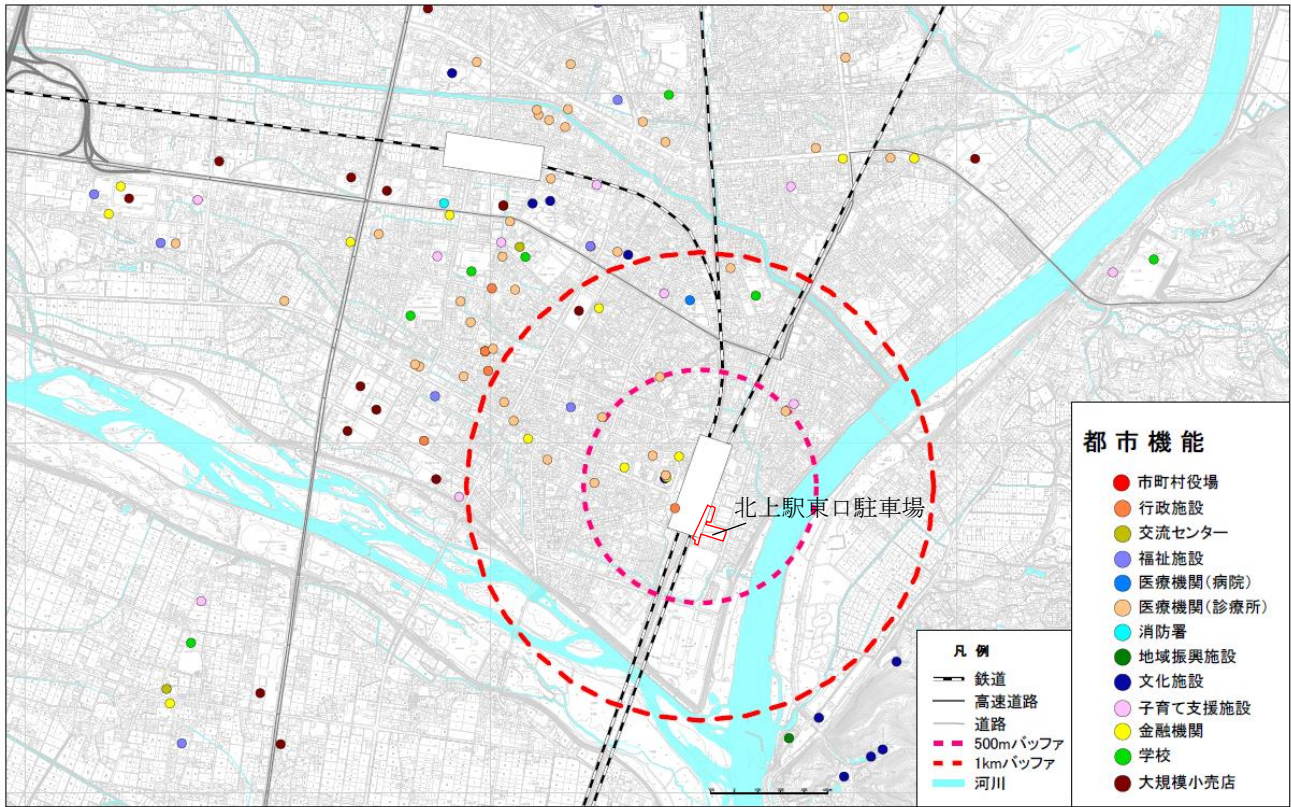 北上駅東口駐車場
都市機能
市町村役場
行政施設
交流センター
福祉施設
医療機関(病院)
医療機関(診療所)
消防署
地域振興施設
文化施設
子育て支援施設
金融機関
学校
大規模小売店
凡例
鉄道
高速道路
道路
500mバッファ
1kmバッファ
河川